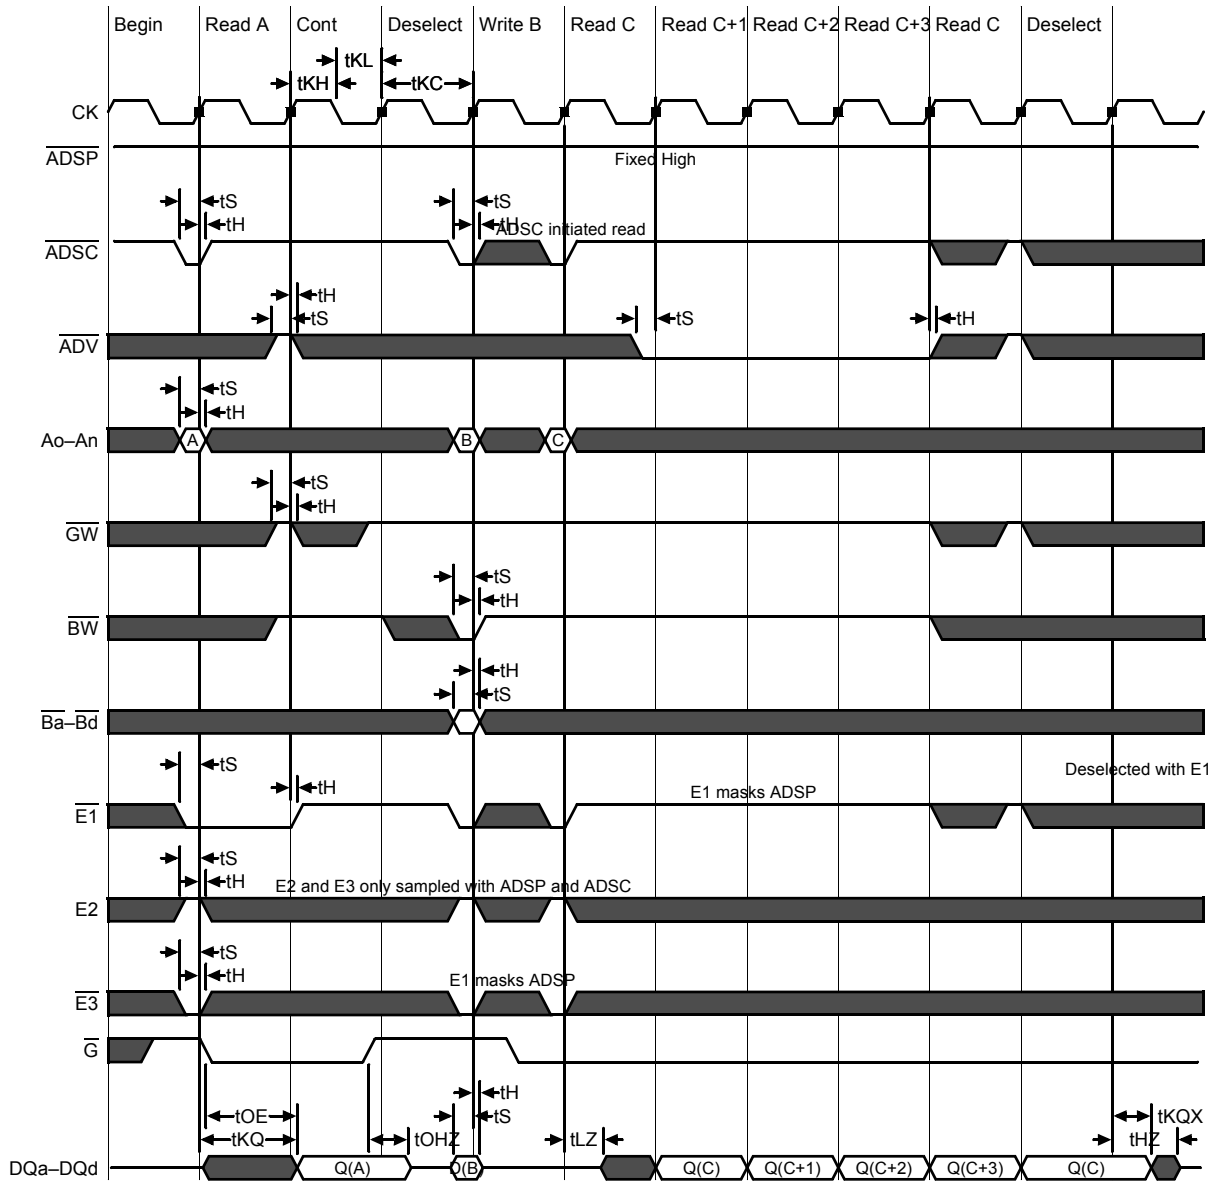 Begin Read A Cont Deselect Write B Read C Read C+1 Read C+2 Read C+3 Read C Deselect
tKL
tKH tKC
CK
ADSP
Fixed High
tS tS
tH tH
ADSC initiated read
ADSC
tH
tS tS tH
ADV
tS
tH
Ao–An A B C
tS
tH
GW
tS
tH
BW
tH
tS
Ba–Bd
tS
Deselected with E1
tH
E1 masks ADSP
E1
tS
tH
E2 and E3 only sampled with ADSP and ADSC
E2
tS
tH
E1 masks ADSP
E3
G
tH
tOE tS tKQX
tKQ tOHZ tLZ tHZ
DQa–DQd Q(A) D(B) Q(C) Q(C+1) Q(C+2) Q(C+3) Q(C)